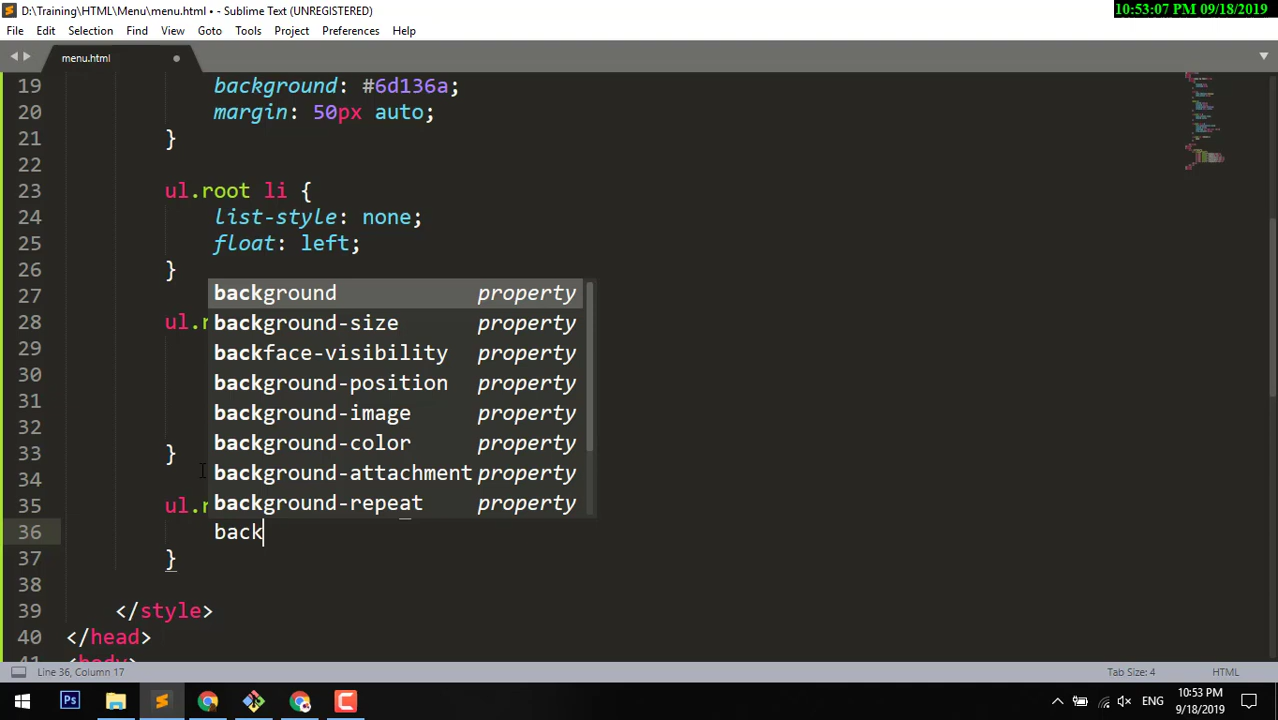 D:\Training\HTML\Menu\menu.html • - Sublime Text (UNREGISTERED)
10:53:07 PM 09/18/2019
File Edit Selection Find View Goto Tools Project Preferences Help
menu.html
19 background: #6d136a;
20 margin: 50px auto;
21 }
22
23 ul.root li {
24 list-style: none;
25 float: left;
26 }
27
background property
28 ul.r
background-size property
29
backface-visibility property
30
background-position property
31
background-image property
32
background-color property
33 }
background-attachment property
34
background-repeat property
35 ul.r
36 back
37 }
38
39 </style>
40 </head>
41 <body>
Line 36, Column 17
Tab Size: 4
HTML
Ps
ENG
10:53 PM
9/18/2019